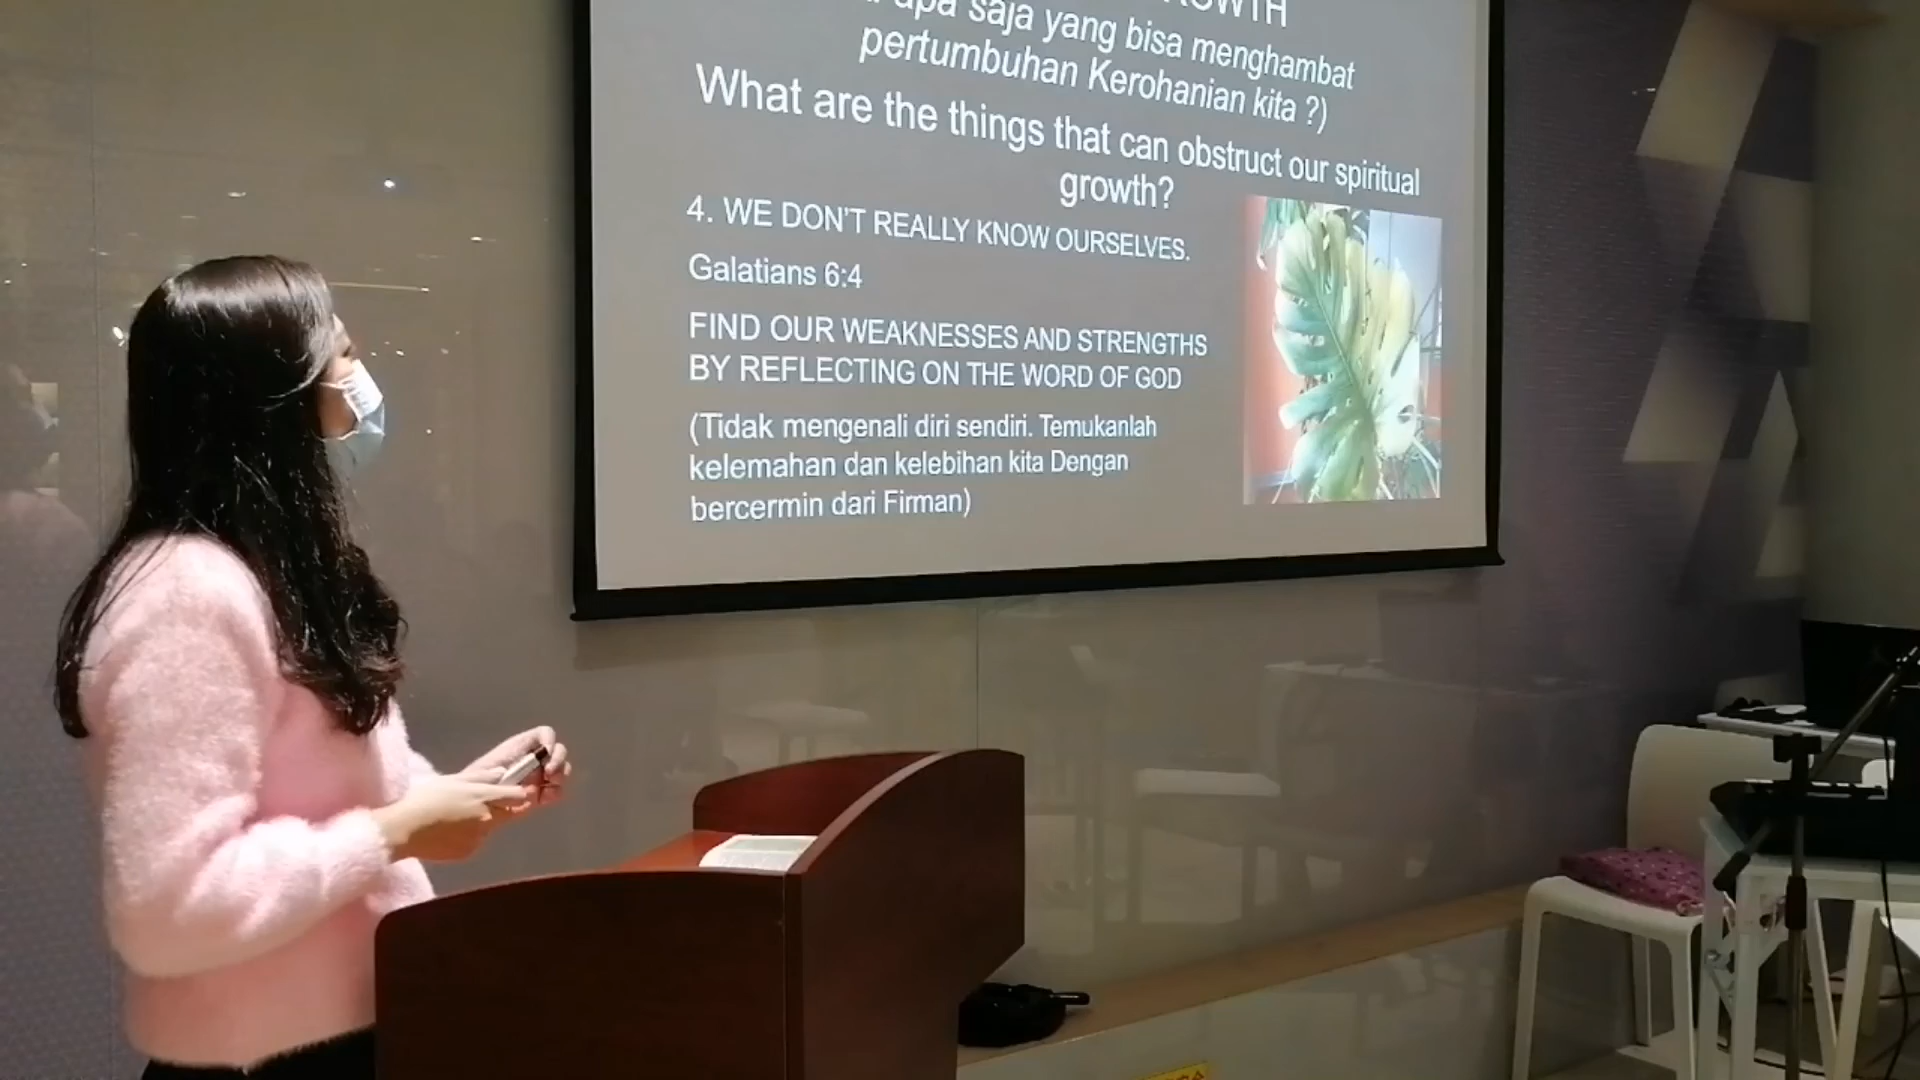 apa saja yang bisa menghambat
pertumbuhan Kerohanian kita ?)
What are the things that can obstruct our spiritual
growth?
4. WE DON'T REALLY KNOW OURSELVES.
Galatians 6:4
FIND OUR WEAKNESSES AND STRENGTHS
BY REFLECTING ON THE WORD OF GOD
(Tidak mengenali diri sendiri. Temukanlah
kelemahan dan kelebihan kita Dengan
bercermin dari Firman)